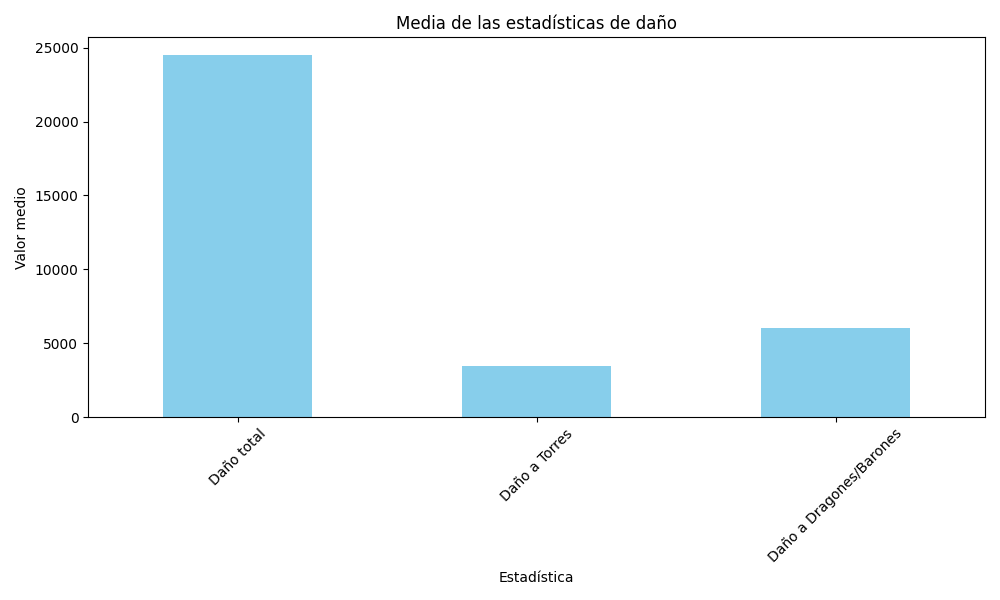 Media de las estadísticas de daño
25000
20000
15000
10000
5000
0
Valor medio
Daño total
Daño a Torres
Daño a Dragones/Barones
Estadística